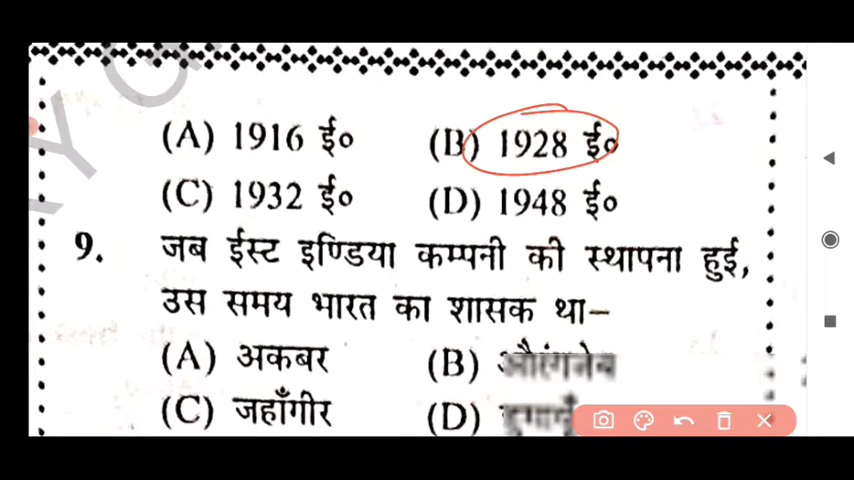 (A) 1916 ई० (B) 1928 ई०
(C) 1932 ई० (D) 1948 ई०
9. जब ईस्ट इण्डिया कम्पनी की स्थापना हुई,
उस समय भारत का शासक था–
(A) अकबर (B) औरंगजेब
(C) जहाँगीर (D)